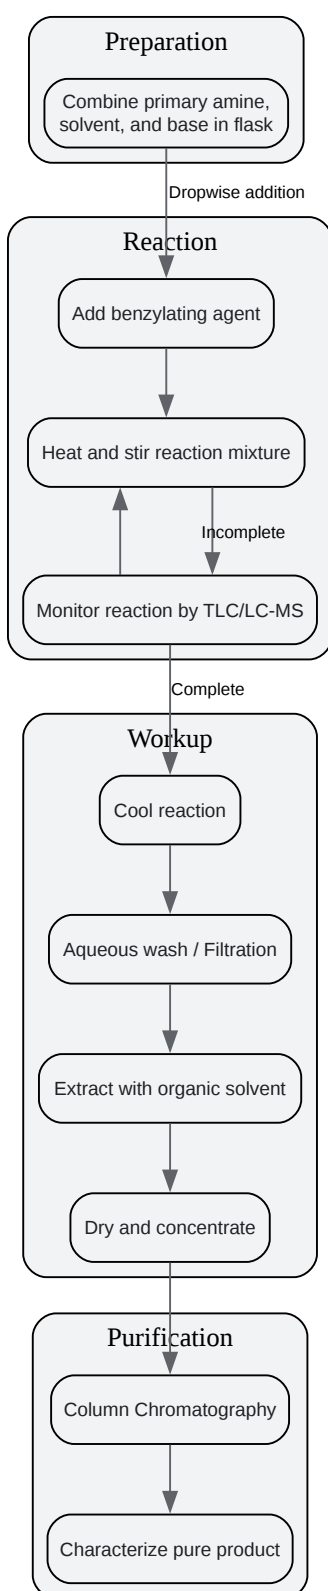 Preparation
Combine primary amine,
solvent, and base in flask
Dropwise addition
Reaction
Add benzylating agent
Heat and stir reaction mixture
Incomplete
Monitor reaction by TLC/LC-MS
Complete
Workup
Cool reaction
Aqueous wash / Filtration
Extract with organic solvent
Dry and concentrate
Purification
Column Chromatography
Characterize pure product